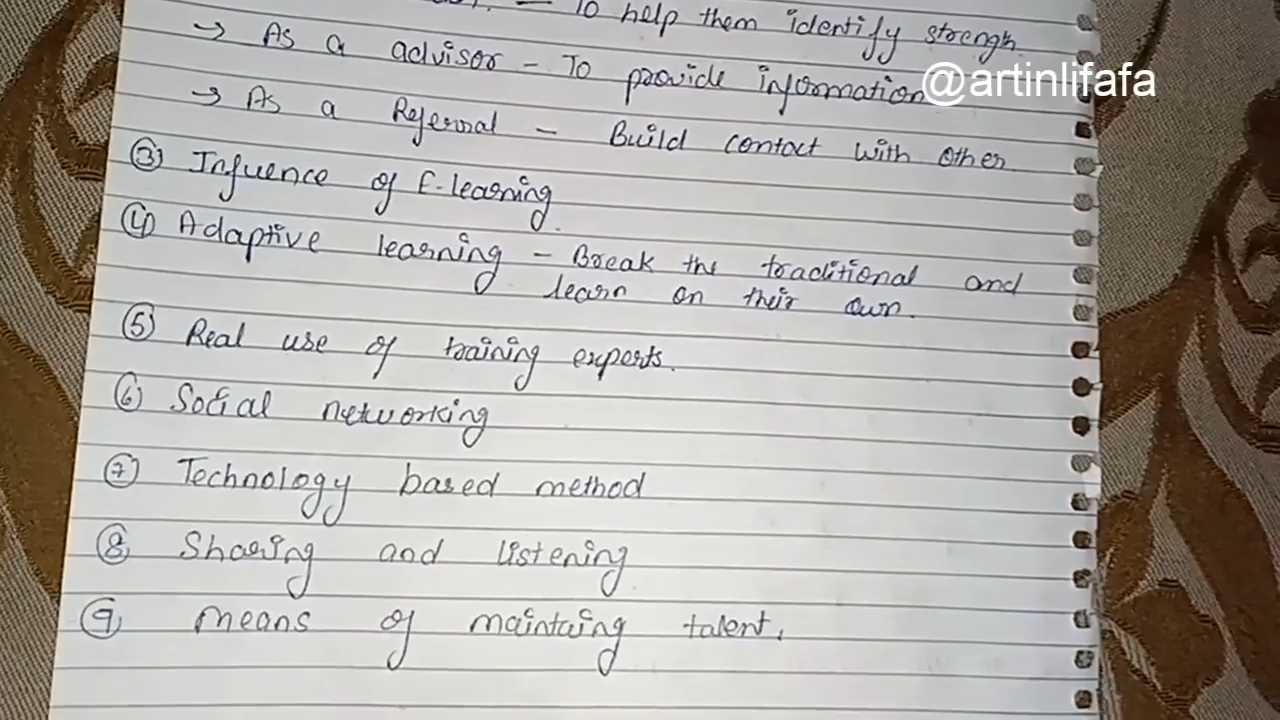 — To help them identify strengh
→ As a advisor – To provide information
@artinlifafa
→ As a Referral – Build contact with other
③ Infuence of E-learning.
④ Adaptive learning – Break the traditional and
learn on their own.
⑤ Real use of training experts.
⑥ Social networking
⑦ Technology based method
⑧ Sharing and listening
⑨ means of maintaing talent.